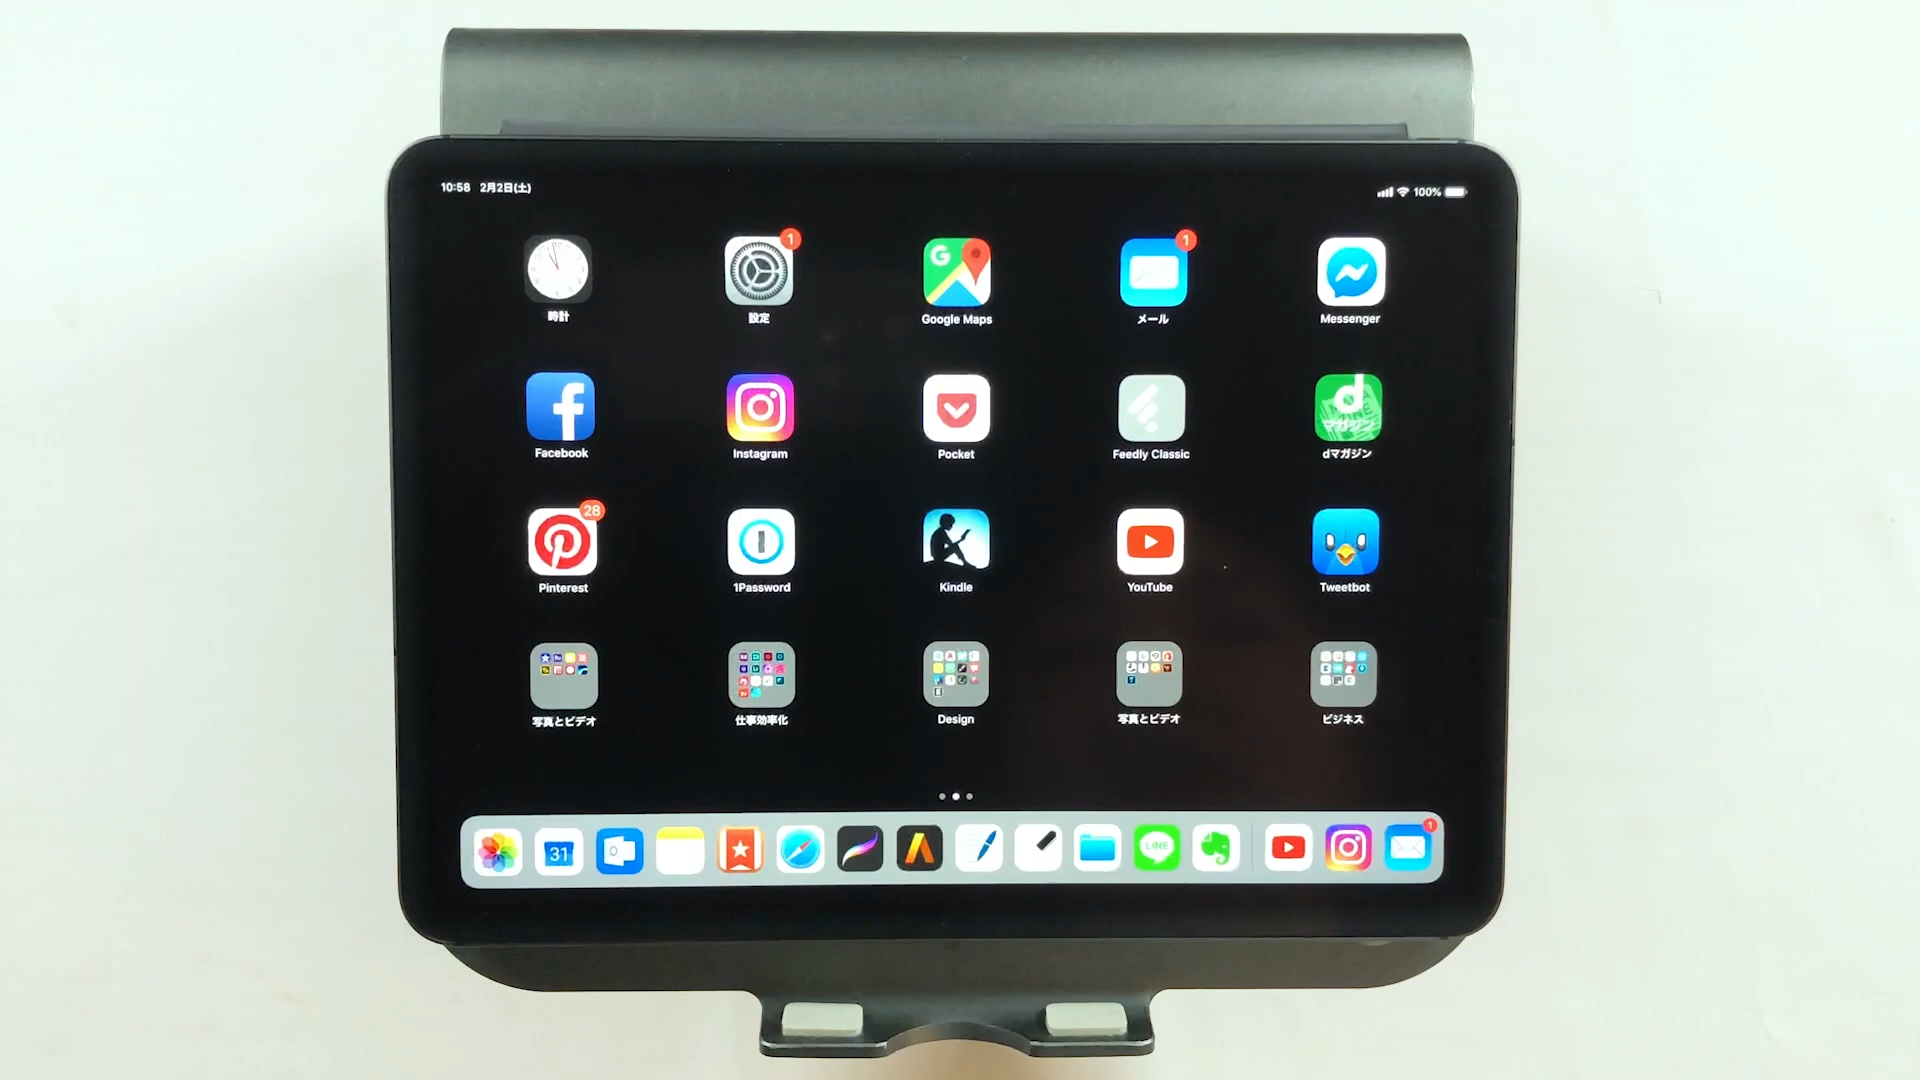 10:58 2月2日(土)
100%
1
1
時計
設定
Google Maps
メール
Messenger
Facebook
Instagram
Pocket
Feedly Classic
dマガジン
28
Pinterest
1Password
Kindle
YouTube
Tweetbot
写真とビデオ
仕事効率化
Design
写真とビデオ
ビジネス
31
LINE
1